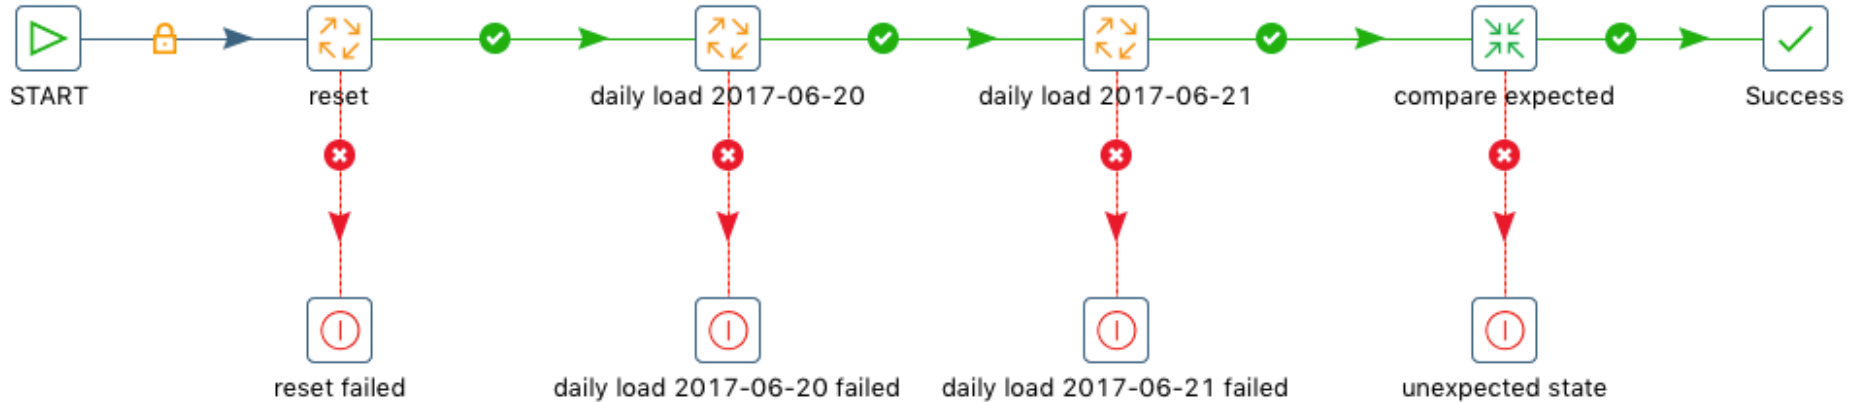 START
reset
daily load 2017-06-20
daily load 2017-06-21
compare expected
Success
reset failed
daily load 2017-06-20 failed
daily load 2017-06-21 failed
unexpected state